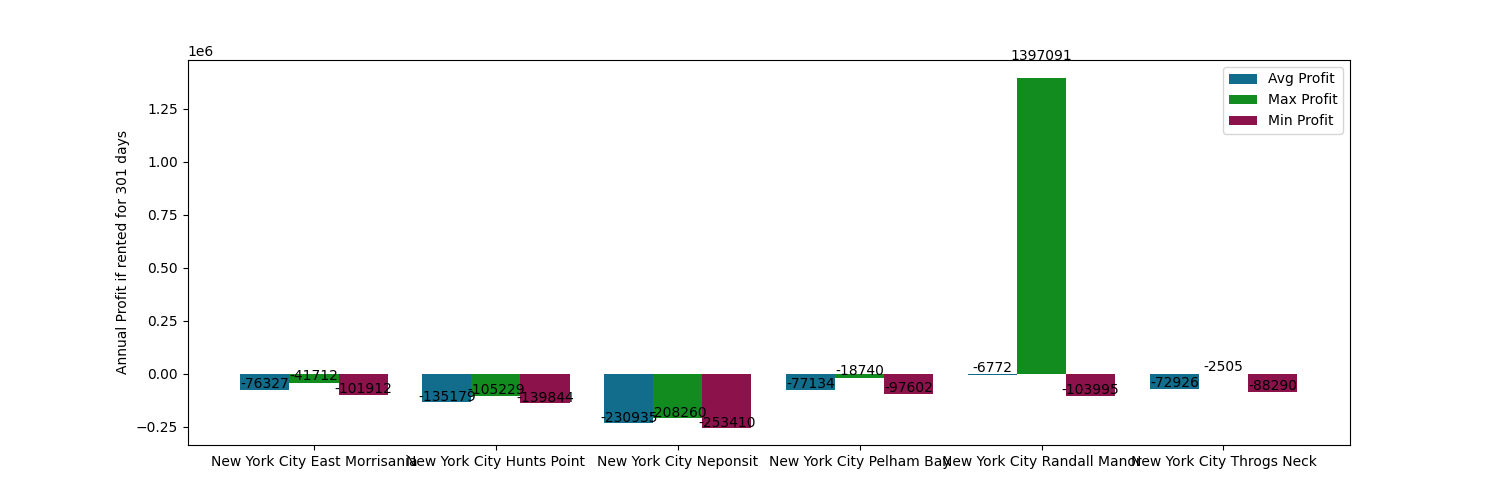 1e6
1397091
Avg Profit
Max Profit
Min Profit
Annual Profit if rented for 301 days
1.25
1.00
0.75
0.50
0.25
0.00
−0.25
-76327
-41712
-101912
-135179
-105229
-139844
-230935
-208260
-253410
-77134
-18740
-97602
-6772
-103995
-72926
-2505
-88290
New York City East Morrisania
New York City Hunts Point
New York City Neponsit
New York City Pelham Bay
New York City Randall Manor
New York City Throgs Neck